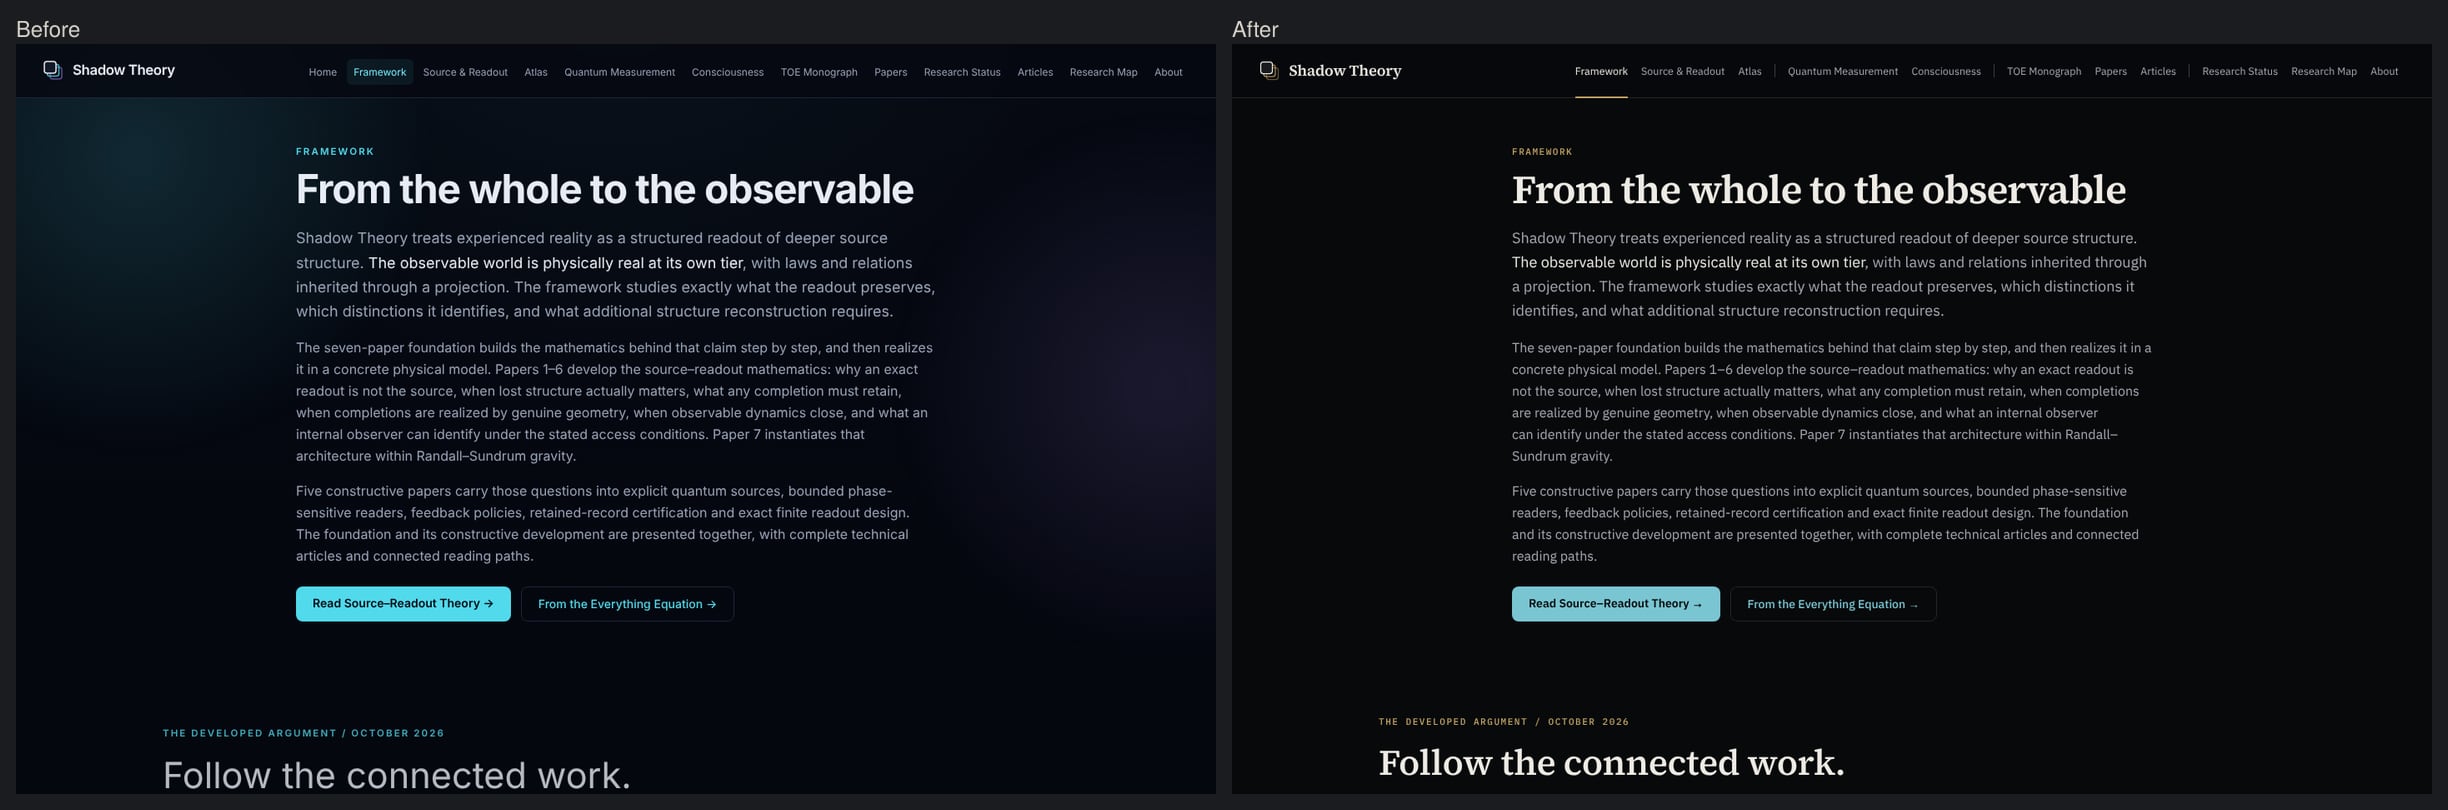 Before
Shadow Theory
Home Framework Source & Readout Atlas Quantum Measurement Consciousness TOE Monograph Papers Research Status Articles Research Map About
FRAMEWORK
From the whole to the observable
Shadow Theory treats experienced reality as a structured readout of deeper source
structure. The observable world is physically real at its own tier, with laws and relations
inherited through a projection. The framework studies exactly what the readout preserves,
which distinctions it identifies, and what additional structure reconstruction requires.
The seven-paper foundation builds the mathematics behind that claim step by step, and then realizes
it in a concrete physical model. Papers 1–6 develop the source–readout mathematics: why an exact
readout is not the source, when lost structure actually matters, what any completion must retain,
when completions are realized by genuine geometry, when observable dynamics close, and what an
internal observer can identify under the stated access conditions. Paper 7 instantiates that
architecture within Randall–Sundrum gravity.
Five constructive papers carry those questions into explicit quantum sources, bounded phase-
sensitive readers, feedback policies, retained-record certification and exact finite readout design.
The foundation and its constructive development are presented together, with complete technical
articles and connected reading paths.
Read Source–Readout Theory → From the Everything Equation →
THE DEVELOPED ARGUMENT / OCTOBER 2026
Follow the connected work.
After
Shadow Theory
Framework Source & Readout Atlas Quantum Measurement Consciousness TOE Monograph Papers Articles Research Status Research Map About
FRAMEWORK
From the whole to the observable
Shadow Theory treats experienced reality as a structured readout of deeper source structure.
The observable world is physically real at its own tier, with laws and relations inherited through
a projection. The framework studies exactly what the readout preserves, which distinctions it
identifies, and what additional structure reconstruction requires.
The seven-paper foundation builds the mathematics behind that claim step by step, and then realizes it in a
concrete physical model. Papers 1–6 develop the source–readout mathematics: why an exact readout is
not the source, when lost structure actually matters, what any completion must retain, when completions
are realized by genuine geometry, when observable dynamics close, and what an internal observer
can identify under the stated access conditions. Paper 7 instantiates that architecture within Randall–
Sundrum gravity.
Five constructive papers carry those questions into explicit quantum sources, bounded phase-sensitive
readers, feedback policies, retained-record certification and exact finite readout design. The foundation
and its constructive development are presented together, with complete technical articles and connected
reading paths.
Read Source–Readout Theory → From the Everything Equation →
THE DEVELOPED ARGUMENT / OCTOBER 2026
Follow the connected work.